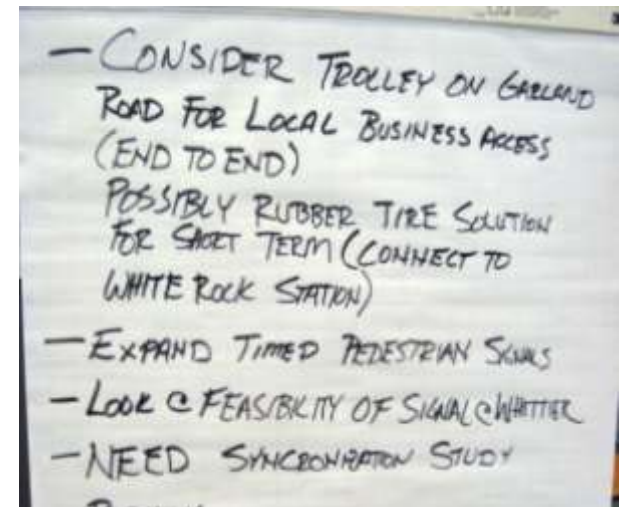 — CONSIDER TROLLEY ON GARLAND
ROAD FOR LOCAL BUSINESS ACCESS
(END TO END)
POSSIBLY RUBBER TIRE SOLUTION
FOR SHORT TERM (CONNECT TO
WHITE ROCK STATION)
— EXPAND TIMED PEDESTRIAN SIGNALS
— LOOK @ FEASIBILITY OF SIGNAL @ WHITTIER
— NEED SYNCRONIZATION STUDY